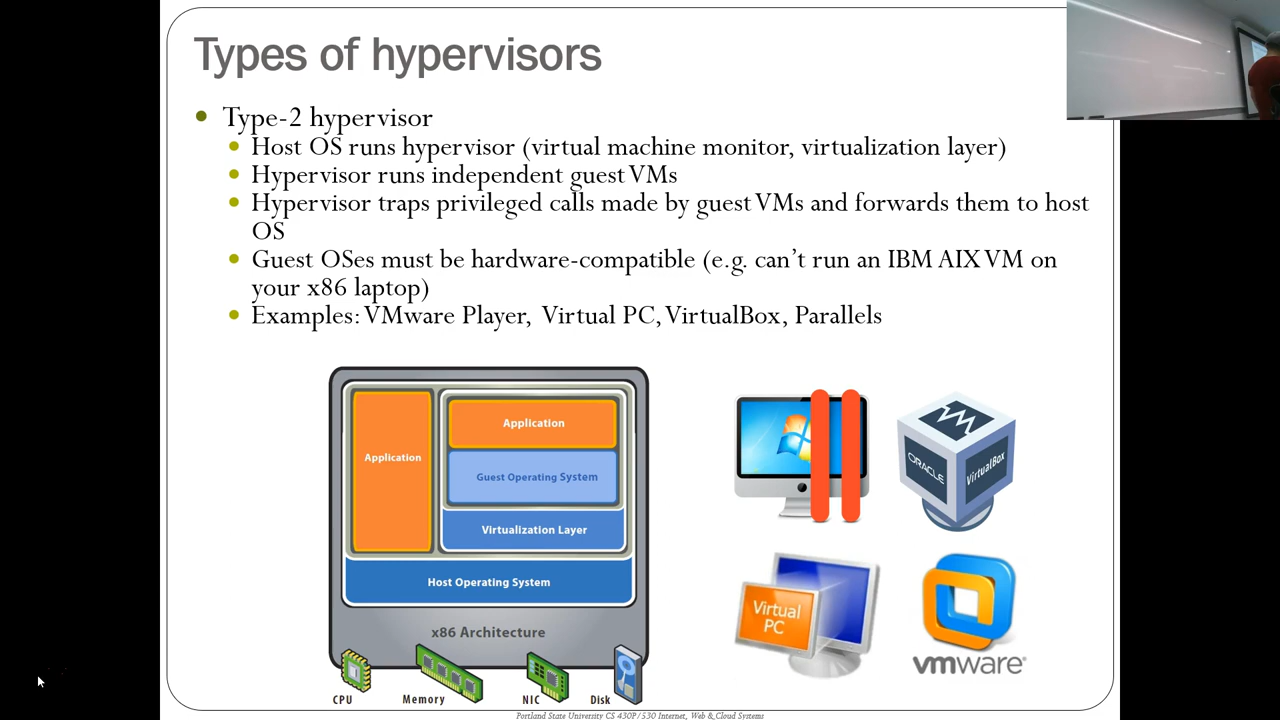 Types of hypervisors
Type-2 hypervisor
Host OS runs hypervisor (virtual machine monitor, virtualization layer)
Hypervisor runs independent guest VMs
Hypervisor traps privileged calls made by guest VMs and forwards them to host
OS
Guest OSes must be hardware-compatible (e.g. can't run an IBM AIX VM on
your x86 laptop)
Examples: VMware Player, Virtual PC, VirtualBox, Parallels
Application
Application
Guest Operating System
Virtualization Layer
Host Operating System
x86 Architecture
CPU
Memory
NIC
Disk
ORACLE
VirtualBox
Virtual
PC
vmware®
Portland State University CS 430P/530 Internet, Web & Cloud Systems